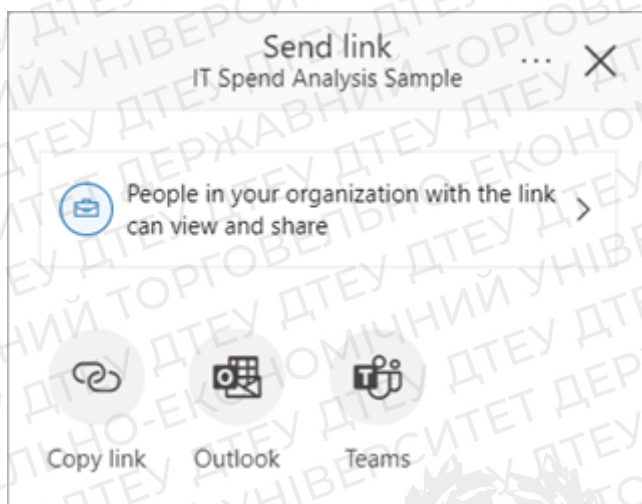 Send link
IT Spend Analysis Sample
People in your organization with the link
can view and share
Copy link
Outlook
Teams